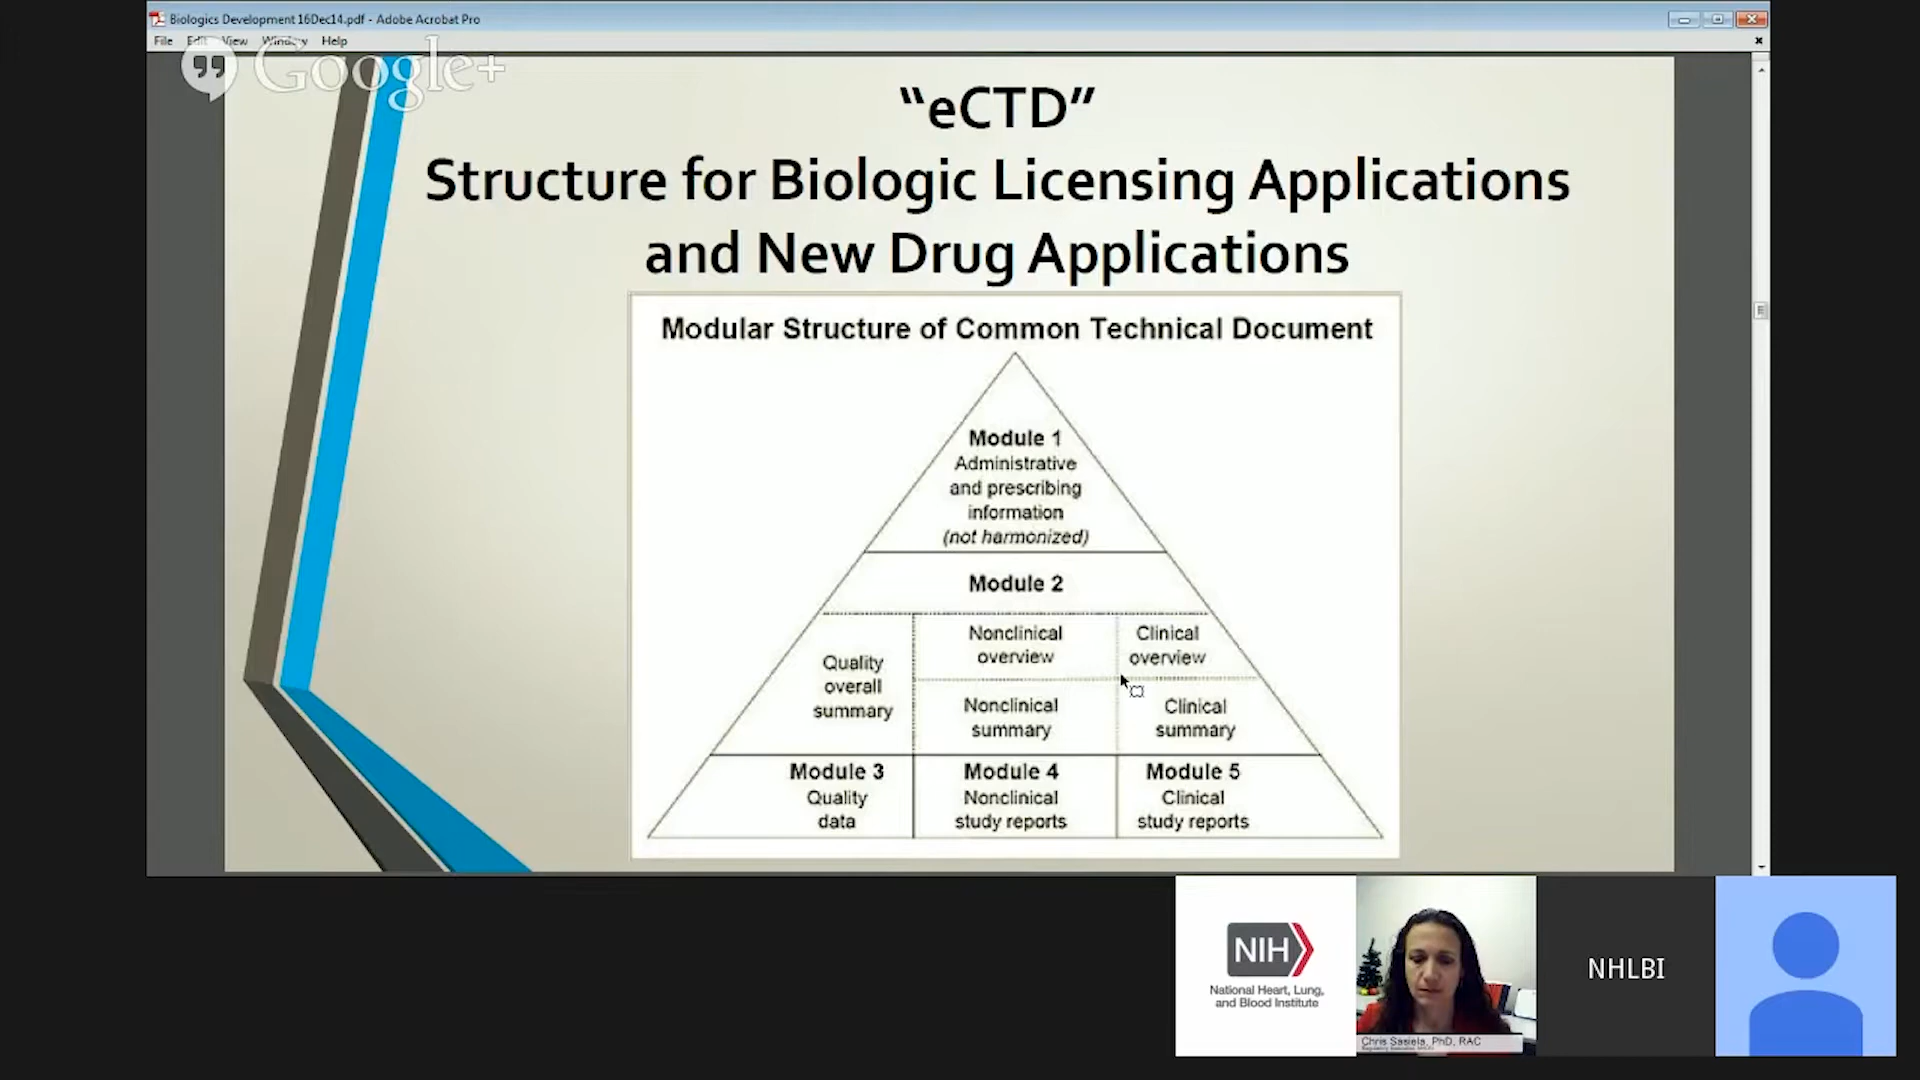 Biologics Development 16Dec14.pdf - Adobe Acrobat Pro
File Edit View Window Help
Google+
“eCTD”
Structure for Biologic Licensing Applications
and New Drug Applications
Modular Structure of Common Technical Document
Module 1
Administrative
and prescribing
information
(not harmonized)
Module 2
Quality
overall
summary
Nonclinical
overview
Clinical
overview
Nonclinical
summary
Clinical
summary
Module 3
Quality
data
Module 4
Nonclinical
study reports
Module 5
Clinical
study reports
NIH
National Heart, Lung,
and Blood Institute
Chris Sasiela, PhD, RAC
NHLBI